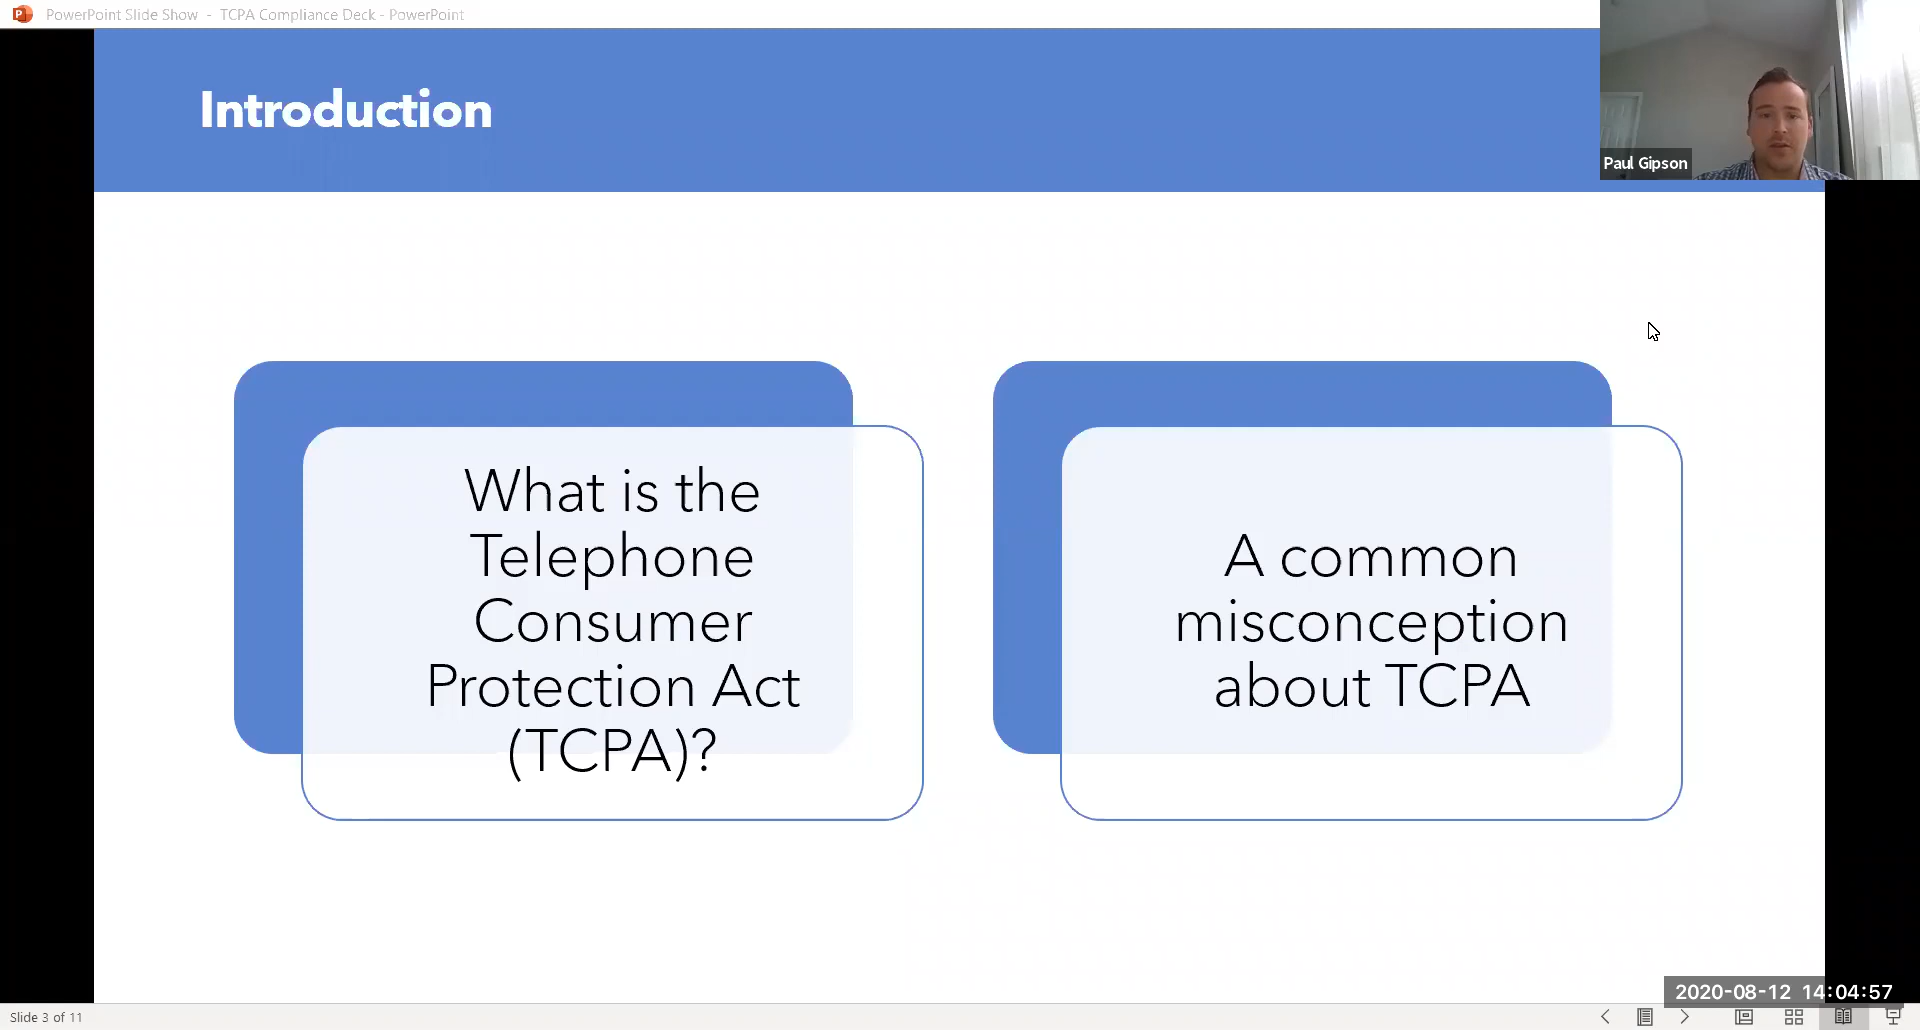 PowerPoint Slide Show - TCPA Compliance Deck - PowerPoint
Introduction
Paul Gipson
What is the
Telephone
Consumer
Protection Act
(TCPA)?
A common
misconception
about TCPA
2020-08-12 14:04:57
Slide 3 of 11